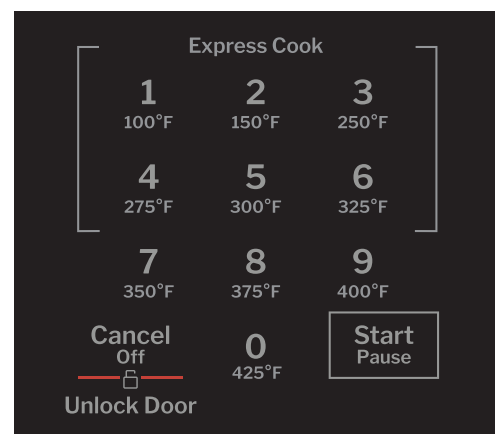 Express Cook
1 2 3
100°F 150°F 250°F
4 5 6
275°F 300°F 325°F
7 8 9
350°F 375°F 400°F
Cancel 0 Start
Off 425°F Pause
Unlock Door